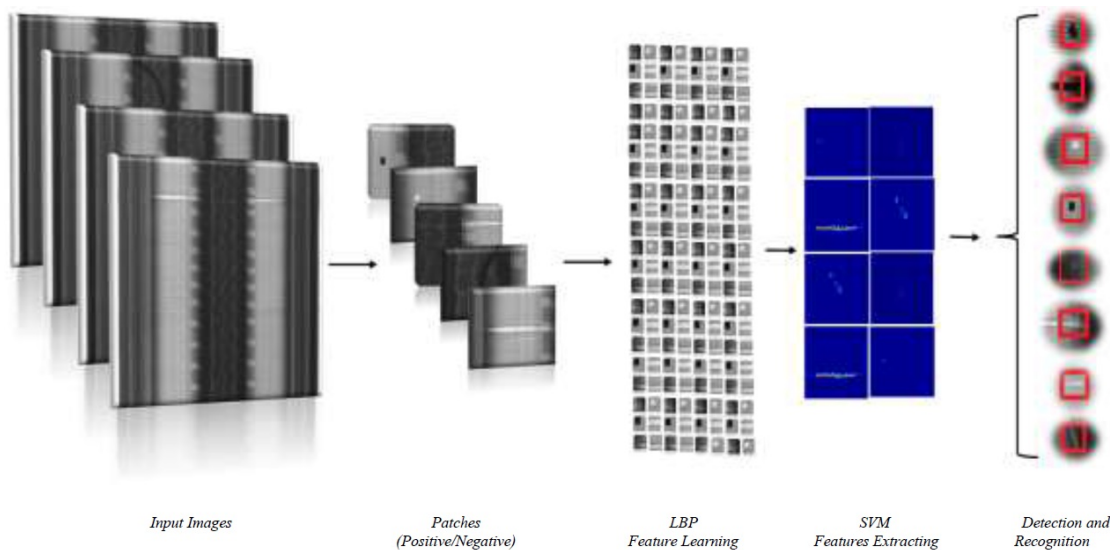 Input Images
Patches
(Positive/Negative)
LBP
Feature Learning
SVM
Features Extracting
Detection and
Recognition